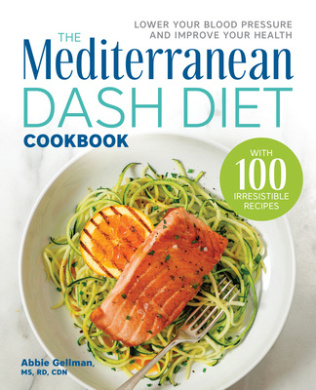 LOWER YOUR BLOOD PRESSURE
AND IMPROVE YOUR HEALTH
THE
Mediterranean
DASH DIET
COOKBOOK
WITH
100
IRRESISTIBLE
RECIPES
Abbie Gellman,
MS, RD, CDN